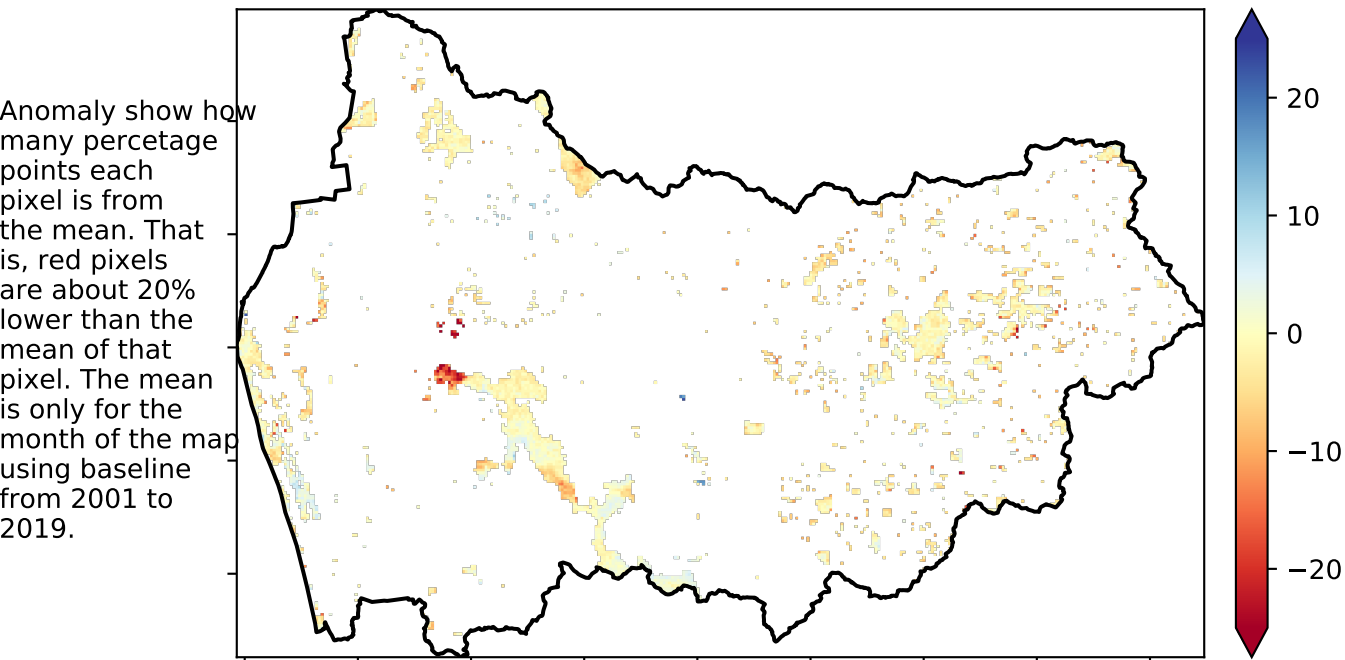 Anomaly show how
many percetage
points each
pixel is from
the mean. That
is, red pixels
are about 20%
lower than the
mean of that
pixel. The mean
is only for the
month of the map
using baseline
from 2001 to
2019.
20
10
0
−10
−20